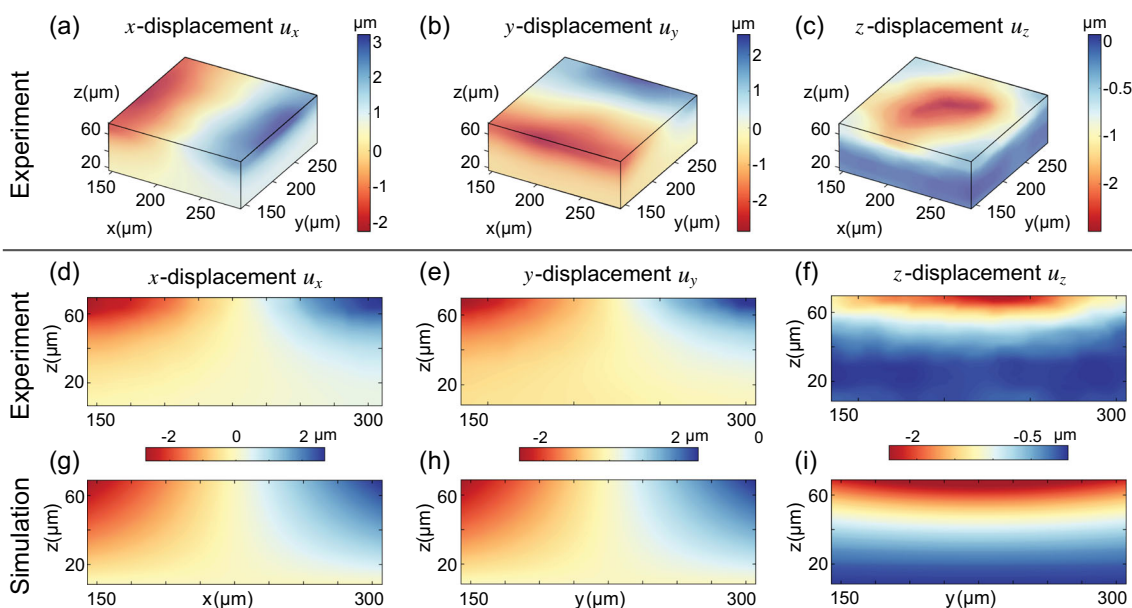 (a) x-displacement uₓ µm
(b) y-displacement u_y µm
(c) z-displacement u_z µm
Experiment
z(µm) 60 20 150 200 250 x(µm) 150 200 250 y(µm) 3 2 1 0 -1 -2
z(µm) 60 20 150 200 250 x(µm) 150 200 250 y(µm) 2 1 0 -1 -2
z(µm) 60 20 150 200 250 x(µm) 150 200 250 y(µm) 0 -0.5 -1 -2
(d) x-displacement uₓ
(e) y-displacement u_y
(f) z-displacement u_z
Experiment
z(µm) 60 20 150 300
z(µm) 60 20 150 300
z(µm) 60 20 150 300
-2 0 2 µm
-2 2 µm 0
-2 -0.5 µm
(g)
(h)
(i)
Simulation
z(µm) 60 20 150 x(µm) 300
z(µm) 60 20 150 y(µm) 300
z(µm) 60 20 150 y(µm) 300